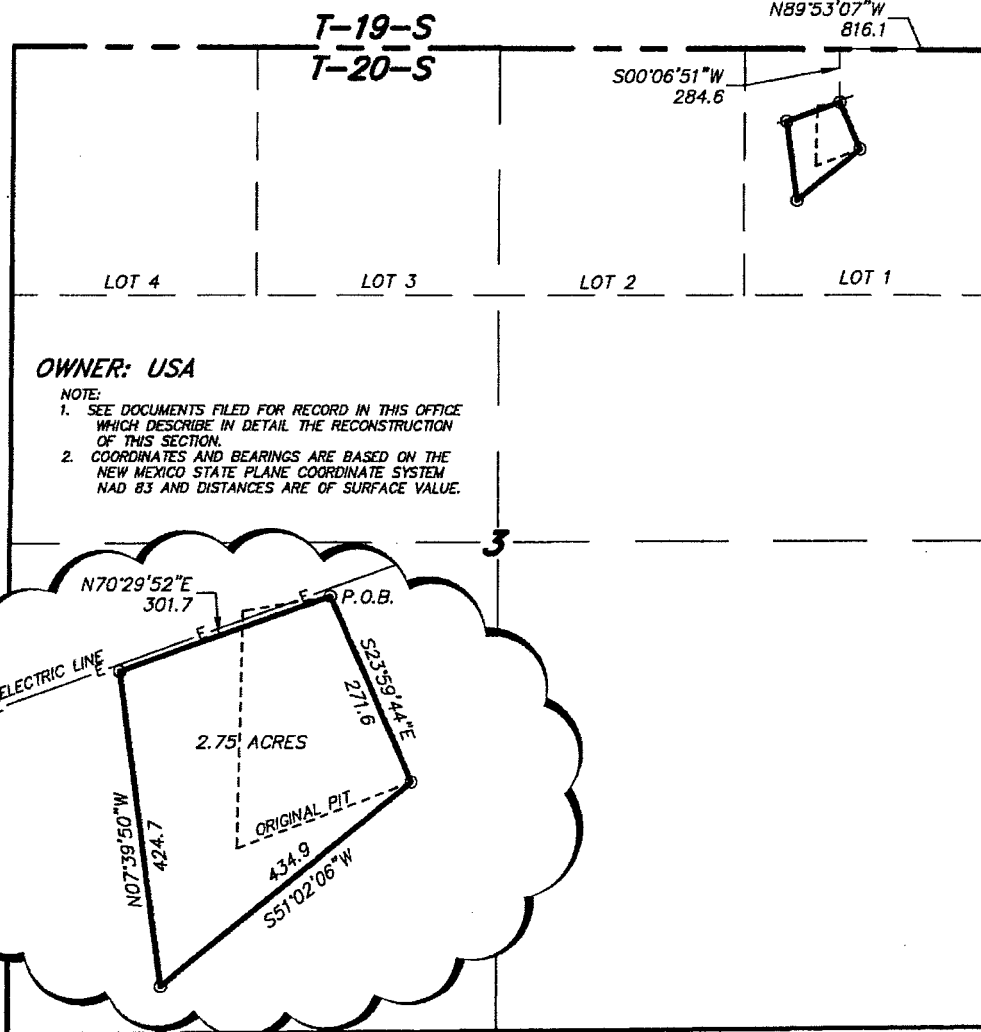 T-19-S
T-20-S
N89°53'07"W
816.1
S00°06'51"W
284.6
LOT 4
LOT 3
LOT 2
LOT 1
OWNER: USA
NOTE:
1. SEE DOCUMENTS FILED FOR RECORD IN THIS OFFICE
WHICH DESCRIBE IN DETAIL THE RECONSTRUCTION
OF THIS SECTION.
2. COORDINATES AND BEARINGS ARE BASED ON THE
NEW MEXICO STATE PLANE COORDINATE SYSTEM
NAD 83 AND DISTANCES ARE OF SURFACE VALUE.
3
N70°29'52"E
301.7
E
E
P.O.B.
ELECTRIC LINE
E
S23°59'44"E
271.6
2.75 ACRES
N07°39'50"W
424.7
ORIGINAL PIT
434.9
S51°02'06"W